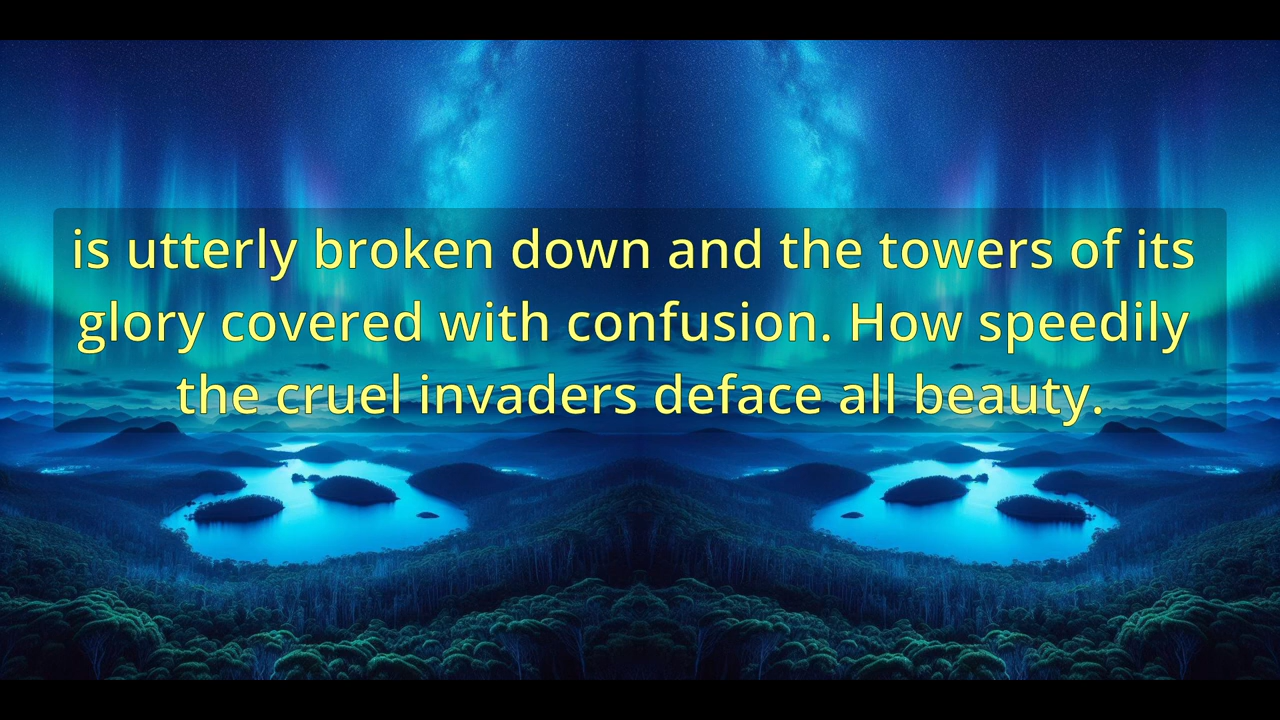 is utterly broken down and the towers of its
glory covered with confusion. How speedily
the cruel invaders deface all beauty.